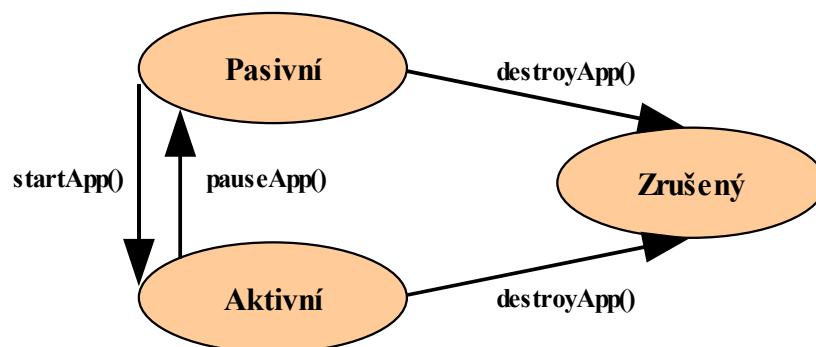 Pasivní
destroyApp()
startApp()
pauseApp()
Zrušený
Aktivní
destroyApp()